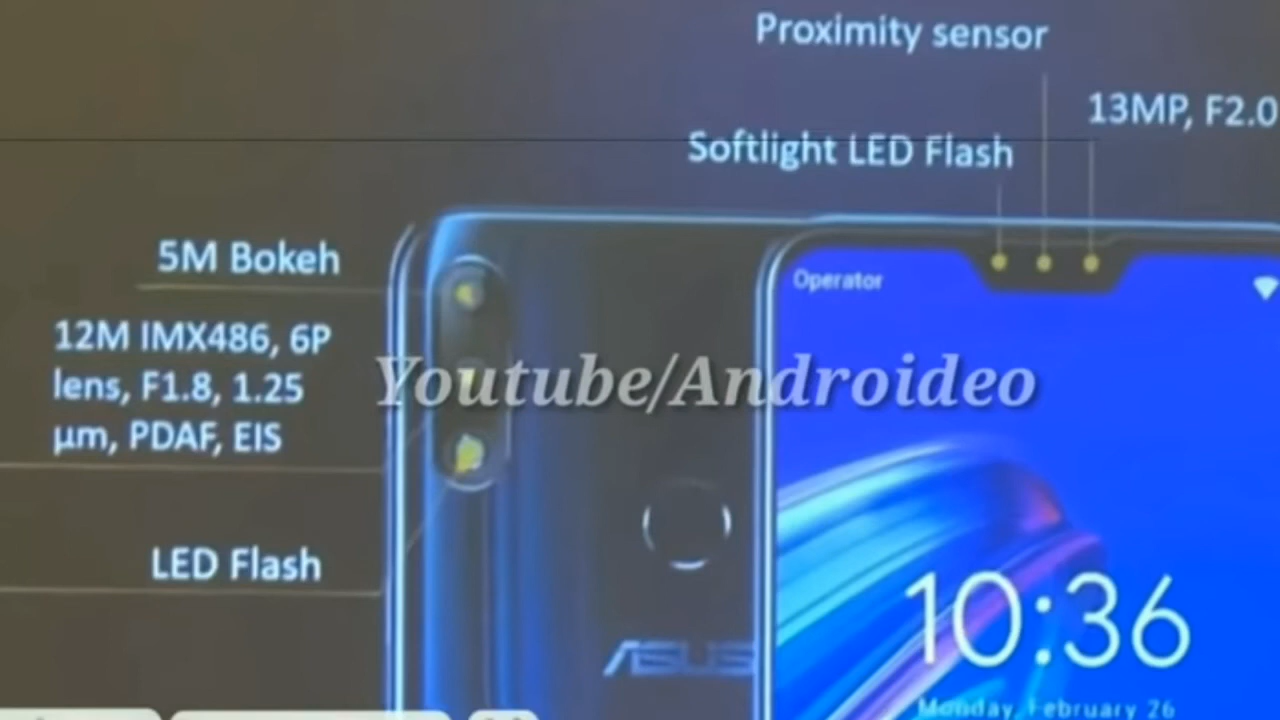 Proximity sensor
13MP, F2.0
Softlight LED Flash
5M Bokeh
Operator
12M IMX486, 6P
lens, F1.8, 1.25
µm, PDAF, EIS
Youtube/Androideo
LED Flash
10:36
ASUS
Monday, February 26